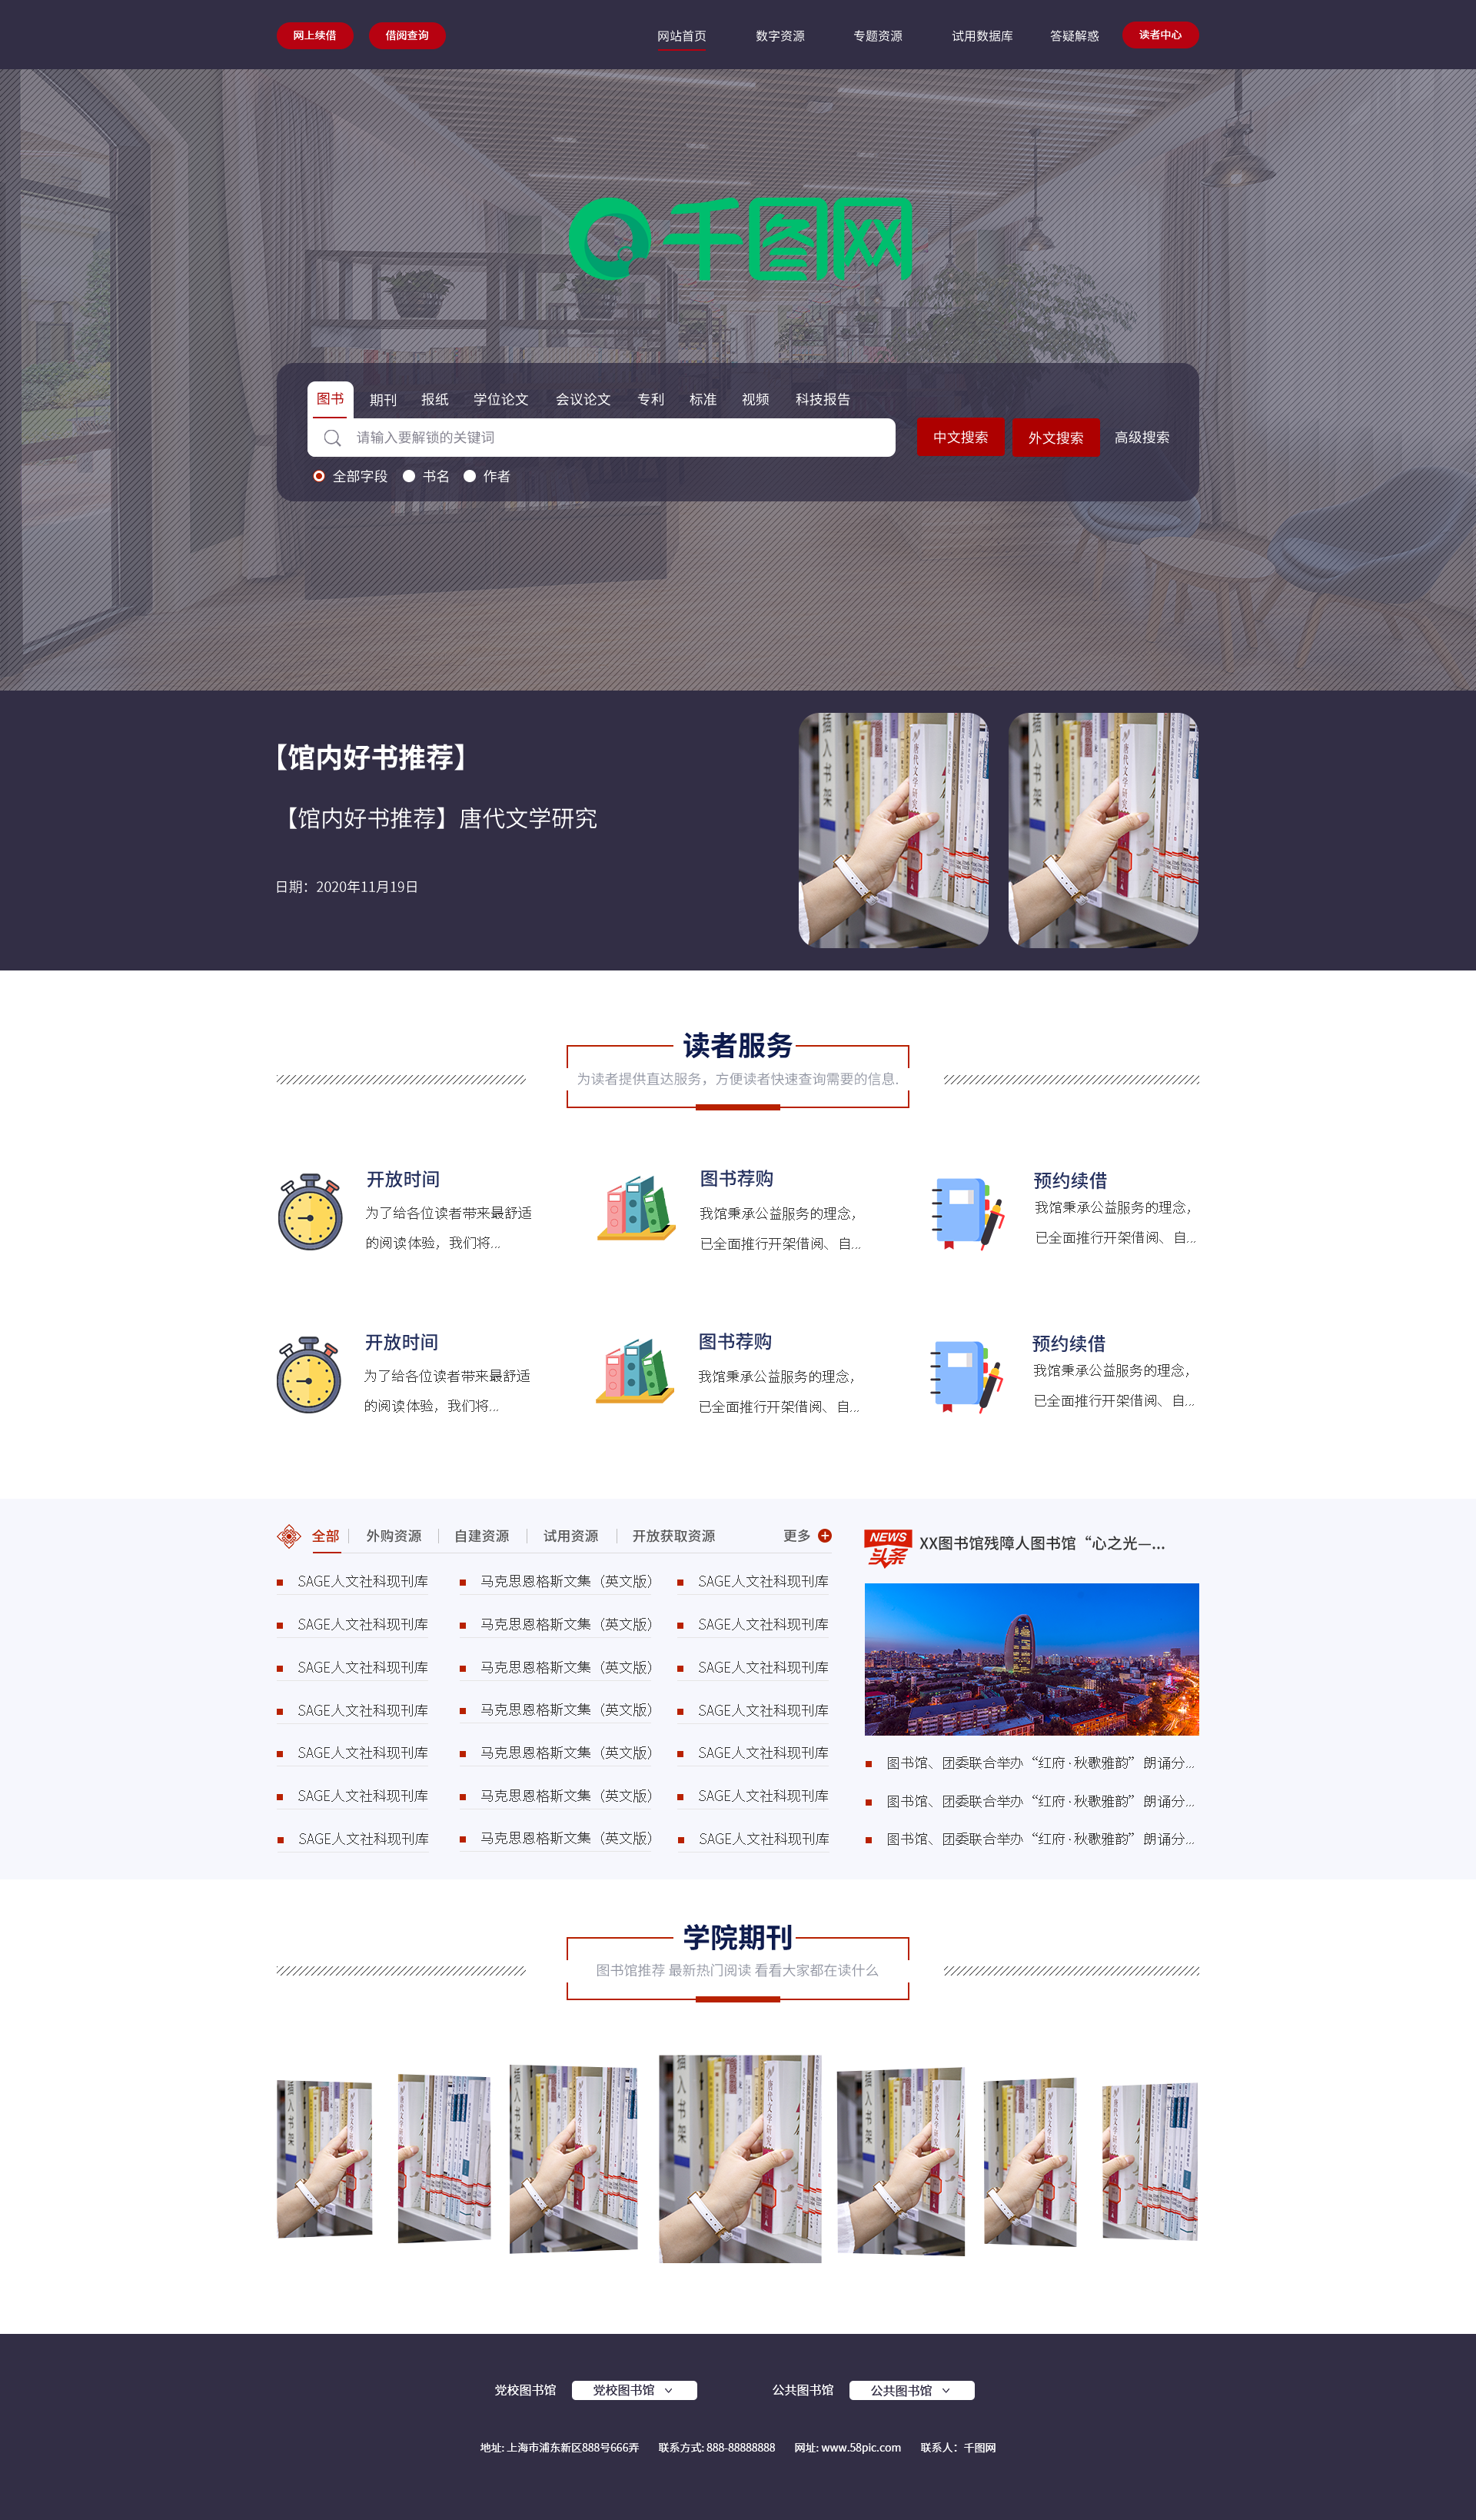 网上续借 借阅查询 网站首页 数字资源 专题资源 试用数据库 答疑解惑 读者中心
千图网
图书 期刊 报纸 学位论文 会议论文 专利 标准 视频 科技报告
请输入要解锁的关键词 中文搜索 外文搜索 高级搜索
全部字段 书名 作者
【馆内好书推荐】
【馆内好书推荐】唐代文学研究
日期：2020年11月19日
插入书架
唐代文学研究
插入书架
唐代文学研究
读者服务
为读者提供直达服务，方便读者快速查询需要的信息.
开放时间
为了给各位读者带来最舒适
的阅读体验，我们将...
图书荐购
我馆秉承公益服务的理念，
已全面推行开架借阅、自...
预约续借
我馆秉承公益服务的理念，
已全面推行开架借阅、自...
开放时间
为了给各位读者带来最舒适
的阅读体验，我们将...
图书荐购
我馆秉承公益服务的理念，
已全面推行开架借阅、自...
预约续借
我馆秉承公益服务的理念，
已全面推行开架借阅、自...
全部 外购资源 自建资源 试用资源 开放获取资源 更多
SAGE人文社科现刊库 马克思恩格斯文集（英文版） SAGE人文社科现刊库
SAGE人文社科现刊库 马克思恩格斯文集（英文版） SAGE人文社科现刊库
SAGE人文社科现刊库 马克思恩格斯文集（英文版） SAGE人文社科现刊库
SAGE人文社科现刊库 马克思恩格斯文集（英文版） SAGE人文社科现刊库
SAGE人文社科现刊库 马克思恩格斯文集（英文版） SAGE人文社科现刊库
SAGE人文社科现刊库 马克思恩格斯文集（英文版） SAGE人文社科现刊库
SAGE人文社科现刊库 马克思恩格斯文集（英文版） SAGE人文社科现刊库
NEWS
头条
XX图书馆残障人图书馆“心之光—...
图书馆、团委联合举办“红府·秋歌雅韵”朗诵分...
图书馆、团委联合举办“红府·秋歌雅韵”朗诵分...
图书馆、团委联合举办“红府·秋歌雅韵”朗诵分...
学院期刊
图书馆推荐 最新热门阅读 看看大家都在读什么
插入书架
唐代文学研究
党校图书馆 党校图书馆 公共图书馆 公共图书馆
地址: 上海市浦东新区888号666弄 联系方式: 888-88888888 网址: www.58pic.com 联系人：千图网